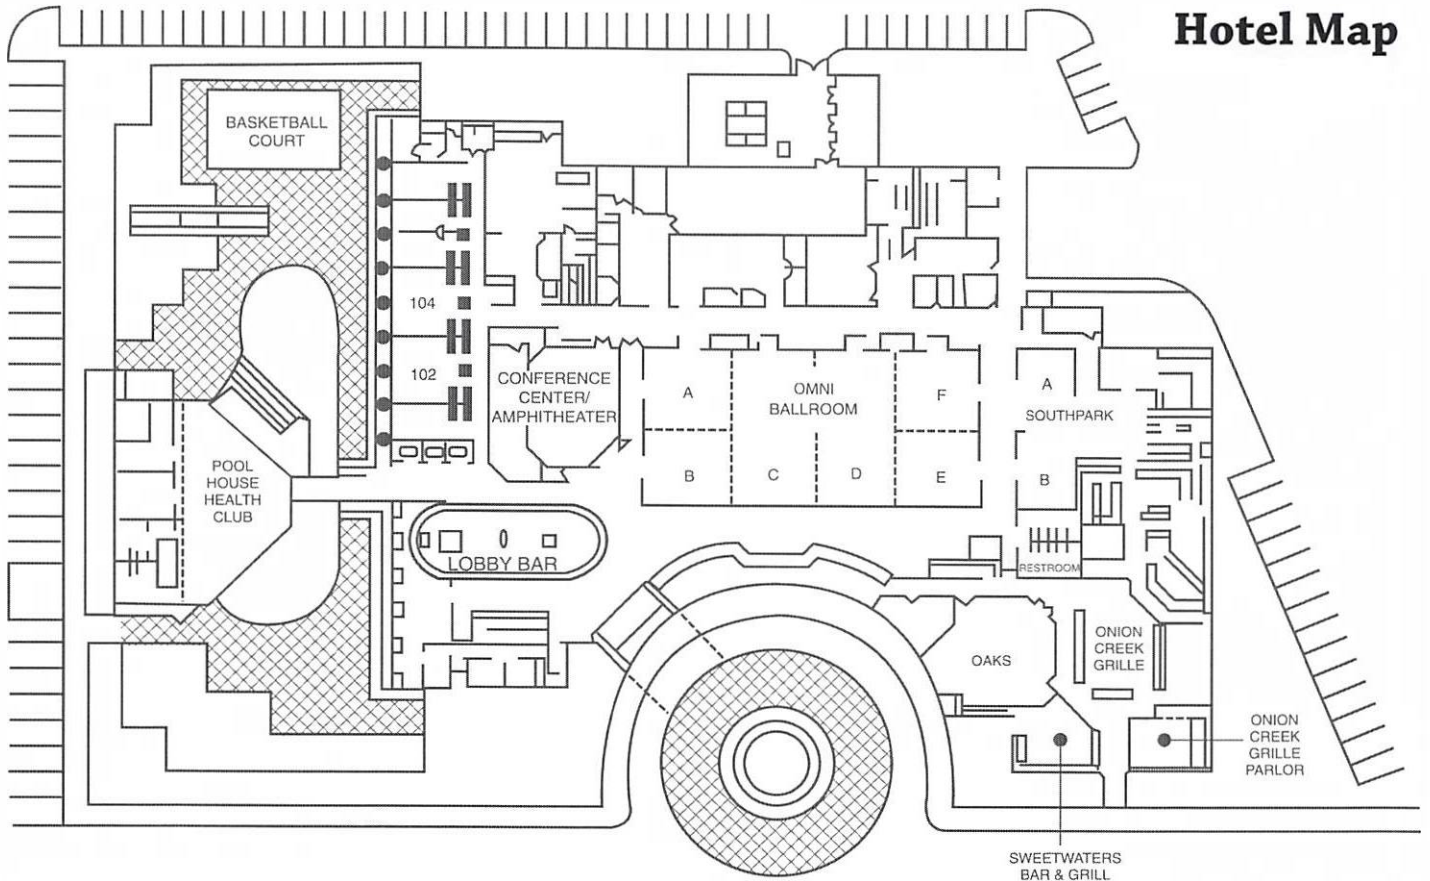 Hotel Map
BASKETBALL
COURT
104
102
CONFERENCE
CENTER/
AMPHITHEATER
A
B
OMNI
BALLROOM
C
D
F
E
A
SOUTHPARK
B
RESTROOM
POOL
HOUSE
HEALTH
CLUB
LOBBY BAR
OAKS
ONION
CREEK
GRILLE
ONION
CREEK
GRILLE
PARLOR
SWEETWATERS
BAR & GRILL